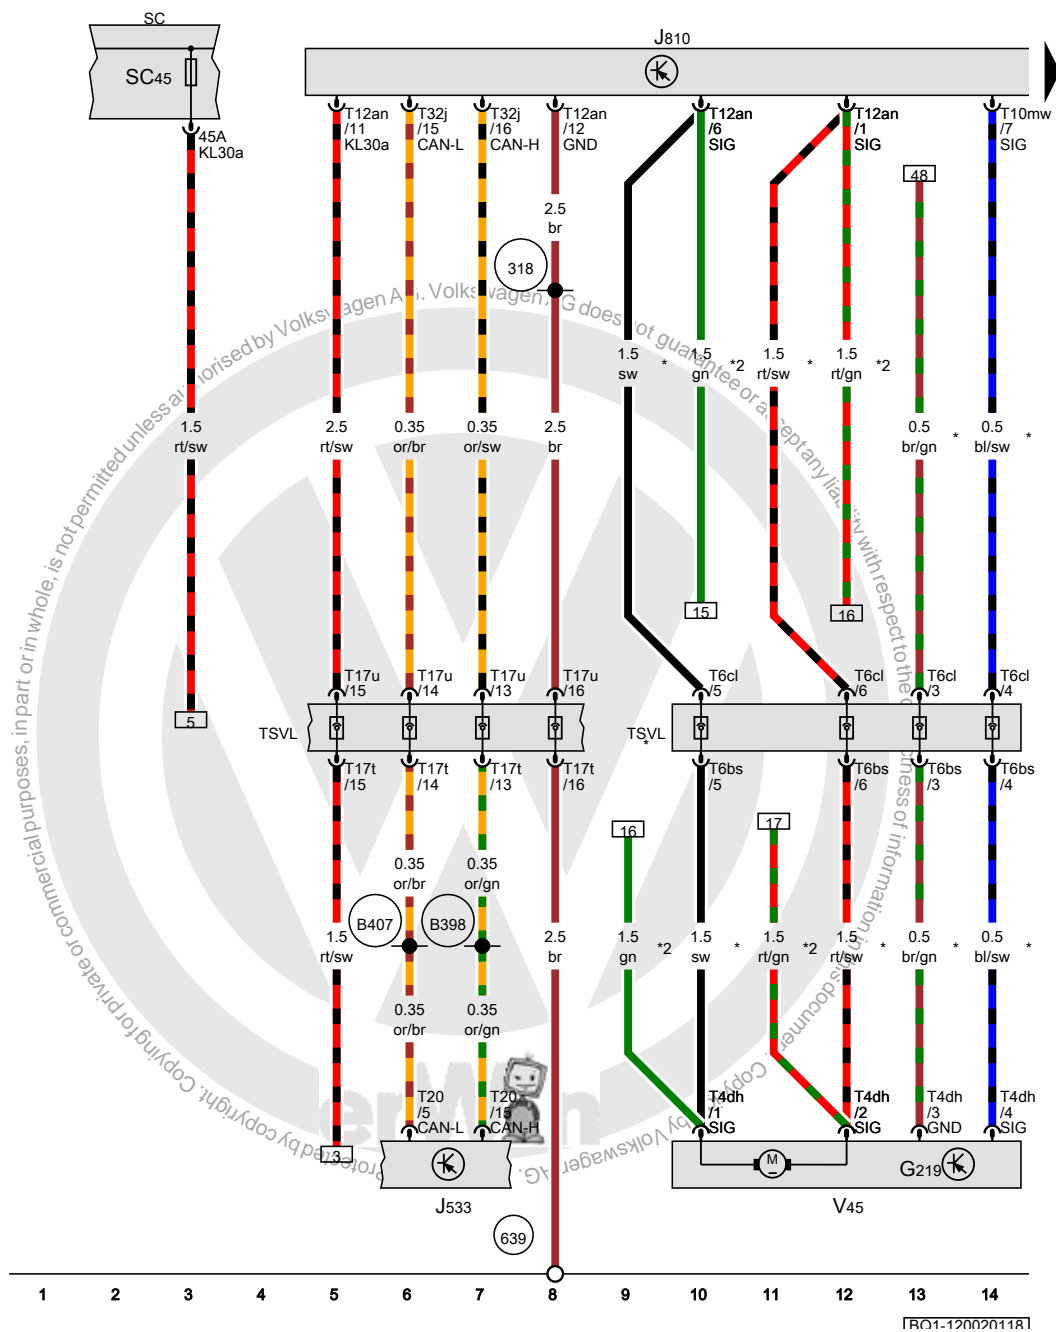 SC
SC45
45A
KL30a
J810
T12an
/11
KL30a
T32j
/15
CAN-L
T32j
/16
CAN-H
T12an
/12
GND
T12an
/6
SIG
T12an
/1
SIG
T10mw
/7
SIG
48
2.5
br
318
1.5
sw
*
1.5
gn
*2
1.5
rt/sw
*
1.5
rt/gn
*2
1.5
rt/sw
2.5
rt/sw
0.35
or/br
0.35
or/sw
2.5
br
0.5
br/gn
*
0.5
bl/sw
*
15
16
5
T17u
/15
T17u
/14
T17u
/13
T17u
/16
T6cl
/5
T6cl
/6
T6cl
/3
T6cl
/4
TSVL
TSVL
*
T17t
/15
T17t
/14
T17t
/13
T17t
/16
T6bs
/5
T6bs
/6
T6bs
/3
T6bs
/4
16
17
0.35
or/br
0.35
or/gn
B407
B398
1.5
rt/sw
2.5
br
1.5
gn
*2
1.5
sw
*
1.5
rt/gn
*2
1.5
rt/sw
*
0.5
br/gn
*
0.5
bl/sw
*
0.35
or/br
0.35
or/gn
T20
/5
CAN-L
T20
/15
CAN-H
T4dh
/1
SIG
T4dh
/2
SIG
T4dh
/3
GND
T4dh
/4
SIG
3
J533
M
G219
V45
639
1 2 3 4 5 6 7 8 9 10 11 12 13 14
BQ1-120020118